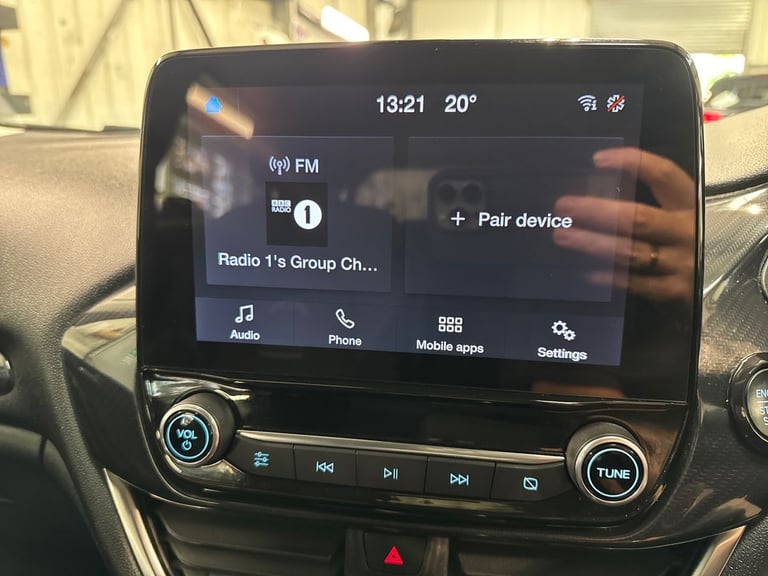 13:21 20°
FM
BBC
RADIO
1
Radio 1's Group Ch...
+ Pair device
Audio
Phone
Mobile apps
Settings
VOL
TUNE